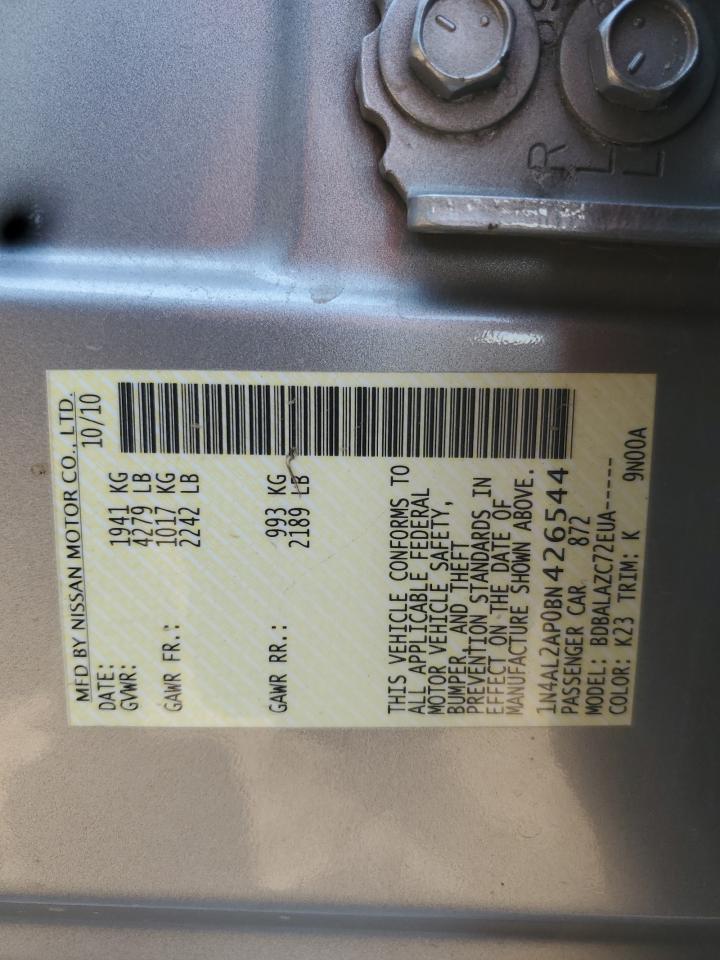 MFD BY NISSAN MOTOR CO., LTD.
DATE: 10/10
GVWR: 1941 KG
4279 LB
GAWR FR.: 1017 KG
2242 LB
GAWR RR.: 993 KG
2189 LB
THIS VEHICLE CONFORMS TO
ALL APPLICABLE FEDERAL
MOTOR VEHICLE SAFETY,
BUMPER, AND THEFT
PREVENTION STANDARDS IN
EFFECT ON THE DATE OF
MANUFACTURE SHOWN ABOVE.
1N4AL2AP0BN426544
PASSENGER CAR 872
MODEL: BDBALAZC72EUA-----
COLOR: K23 TRIM: K 9N00A
R
L
L